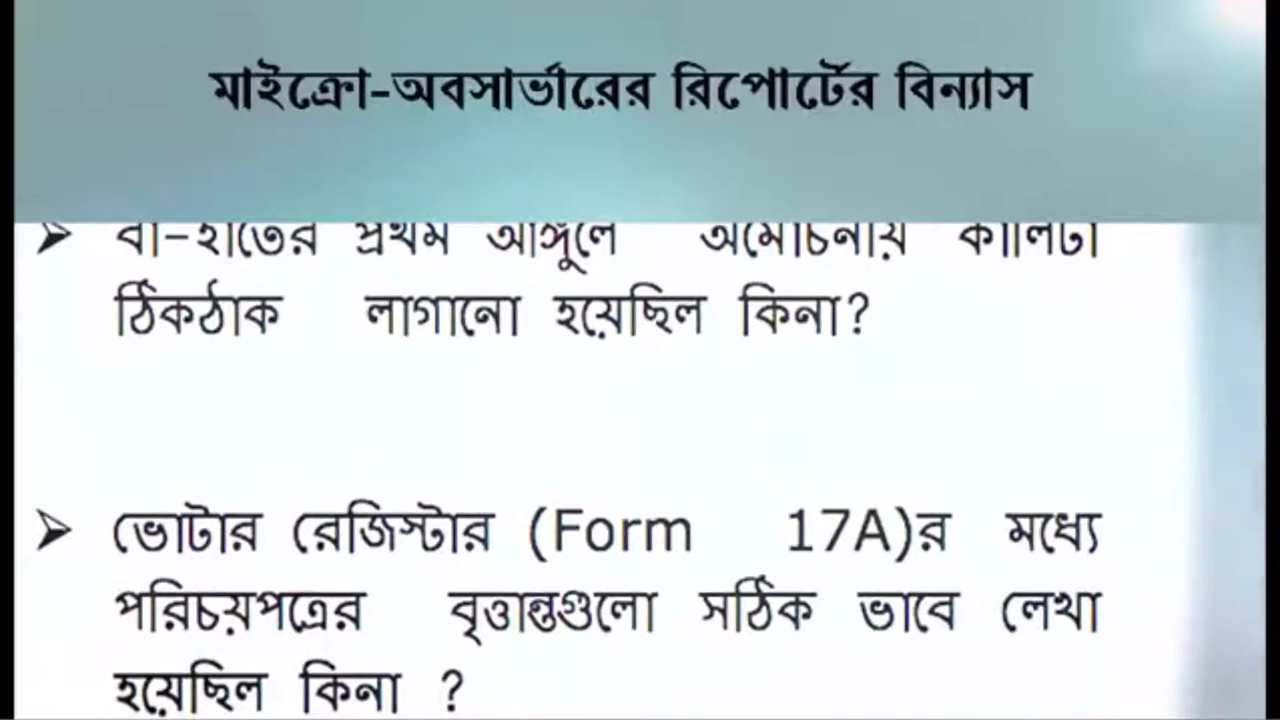 মাইক্রো-অবসার্ভারের রিপোর্টের বিন্যাস
➢ বা-হাতের প্রথম আঙ্গুলে অমোচনীয় কালিটা
ঠিকঠাক লাগানো হয়েছিল কিনা?
➢ ভোটার রেজিস্টার (Form 17A)র মধ্যে
পরিচয়পত্রের বৃত্তান্তগুলো সঠিক ভাবে লেখা
হয়েছিল কিনা ?